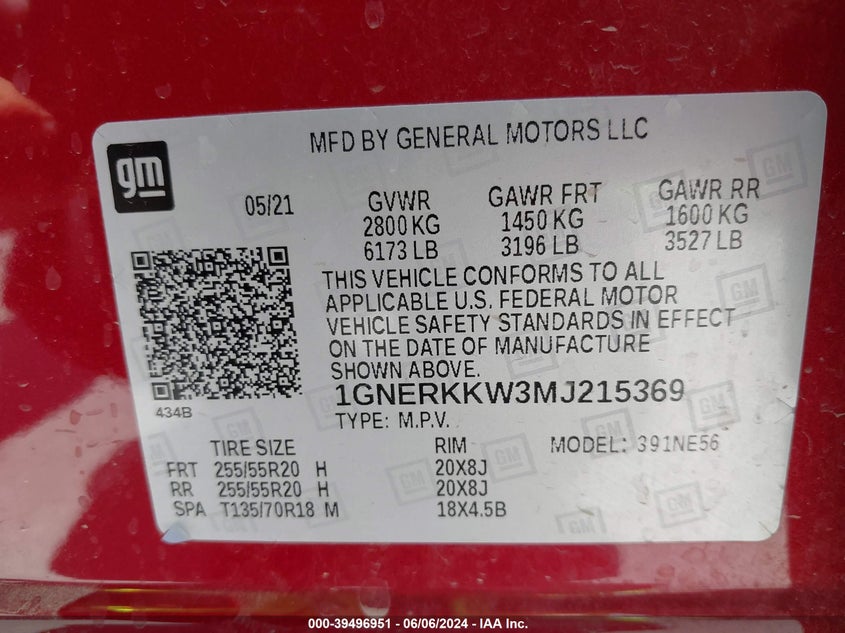 MFD BY GENERAL MOTORS LLC
gm
05/21 GVWR GAWR FRT GAWR RR
2800 KG 1450 KG 1600 KG
6173 LB 3196 LB 3527 LB
THIS VEHICLE CONFORMS TO ALL
APPLICABLE U.S. FEDERAL MOTOR
VEHICLE SAFETY STANDARDS IN EFFECT
ON THE DATE OF MANUFACTURE
SHOWN ABOVE.
1GNERKKW3MJ215369
434B
TYPE: M.P.V.
TIRE SIZE RIM MODEL: 391NE56
FRT 255/55R20 H 20X8J
RR 255/55R20 H 20X8J
SPA T135/70R18 M 18X4.5B
000-39496951 - 06/06/2024 - IAA Inc.